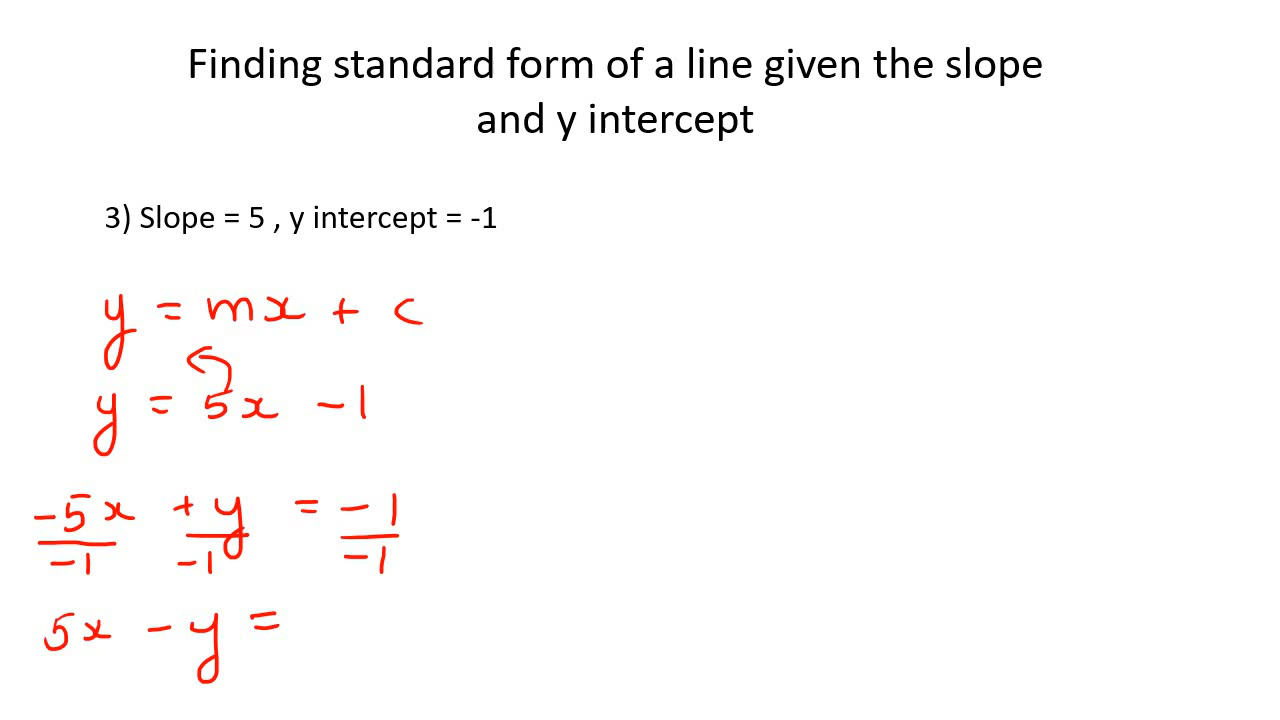 Finding standard form of a line given the slope
and y intercept
3) Slope = 5 , y intercept = -1
y = mx + c
y = 5x - 1
-5x + y = -1
-1 -1 -1
5x - y =